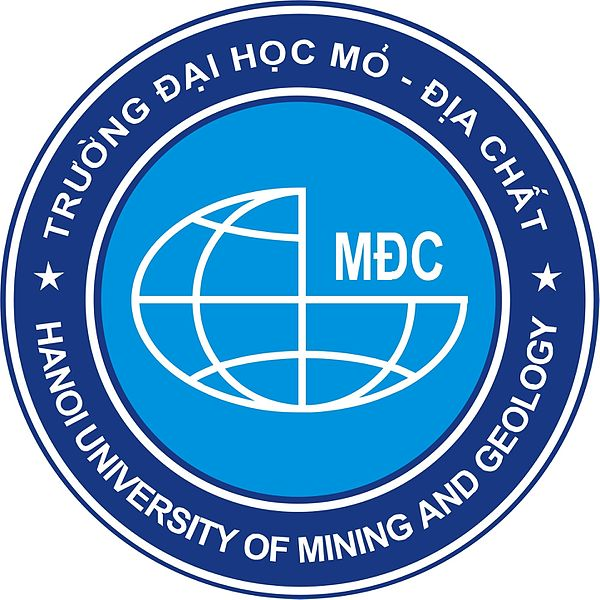 TRƯỜNG ĐẠI HỌC MỎ - ĐỊA CHẤT
MĐC
HANOI UNIVERSITY OF MINING AND GEOLOGY